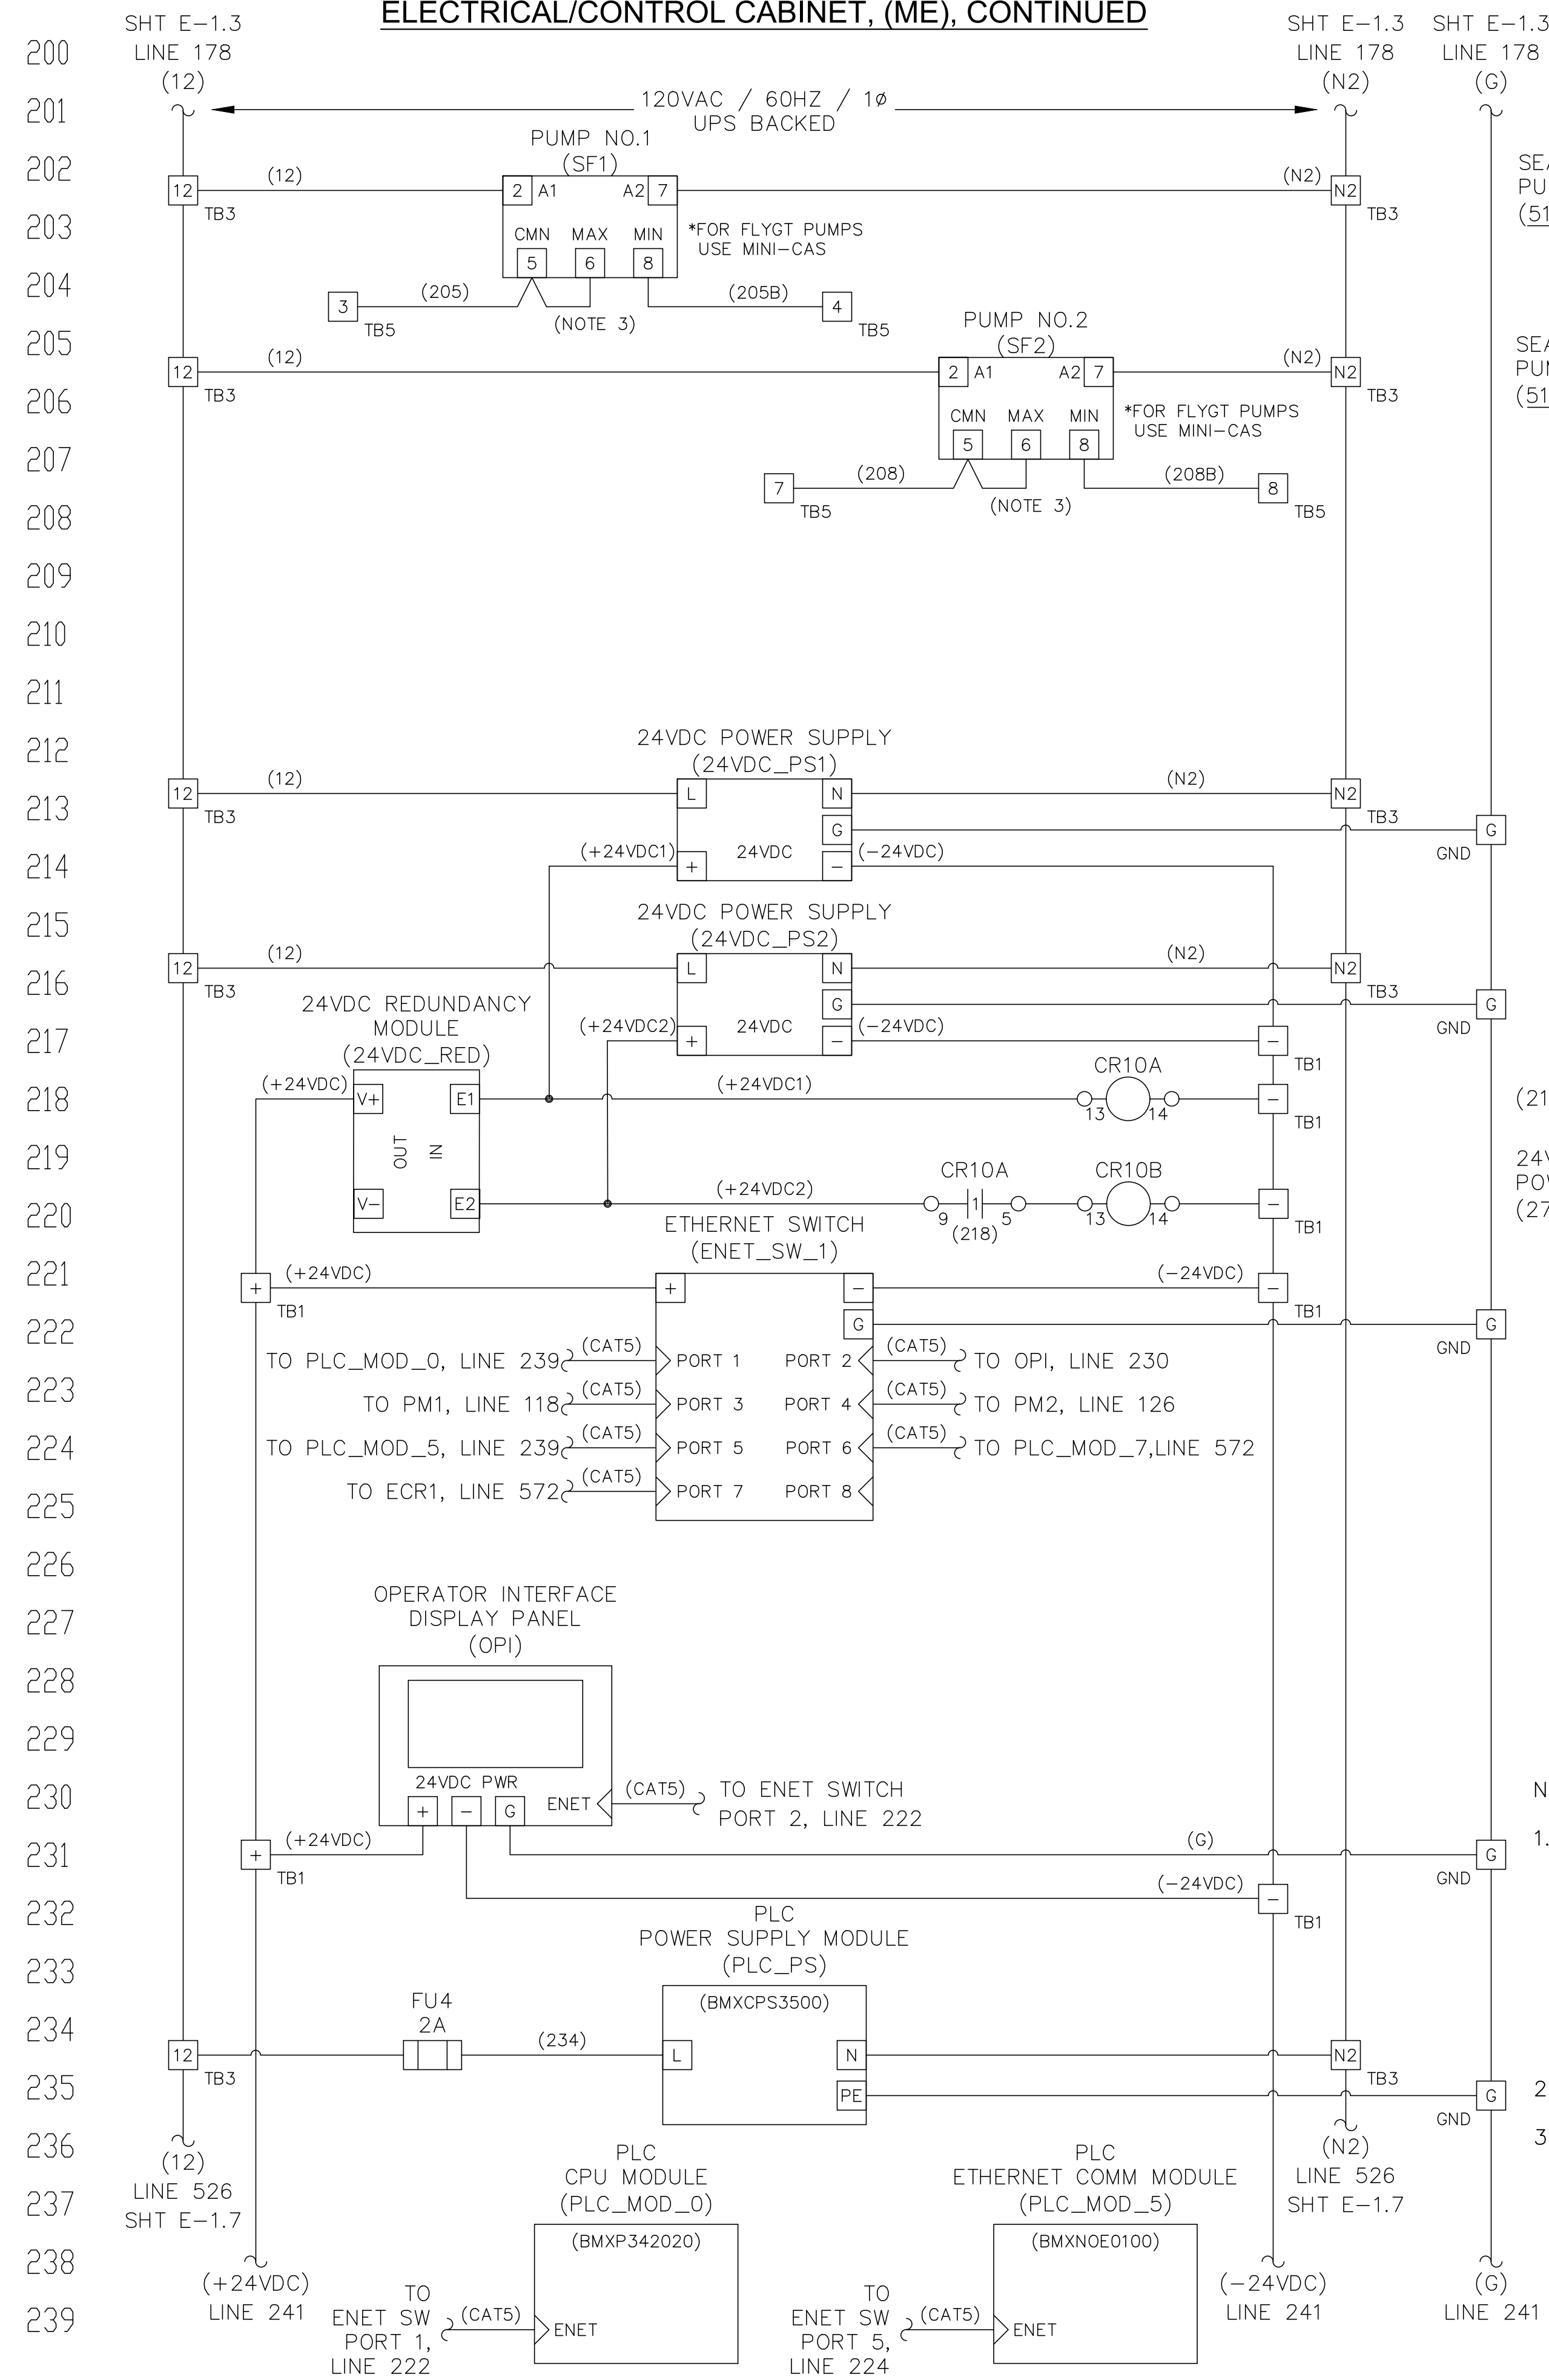 ELECTRICAL/CONTROL CABINET, (ME), CONTINUED
SHT E-1.3
LINE 178
(12)
SHT E-1.3
LINE 178
(N2)
SHT E-1.3
LINE 178
(G)
200
201
120VAC / 60HZ / 1ø
UPS BACKED
PUMP NO.1
(SF1)
202
12
TB3
(12)
2 A1
A2 7
(N2)
N2
TB3
203
CMN MAX MIN
5 6 8
*FOR FLYGT PUMPS
USE MINI-CAS
204
3
TB5
(205)
(NOTE 3)
(205B)
4
TB5
205
PUMP NO.2
(SF2)
12
TB3
(12)
2 A1
A2 7
(N2)
N2
TB3
206
CMN MAX MIN
5 6 8
*FOR FLYGT PUMPS
USE MINI-CAS
207
7
TB5
(208)
(NOTE 3)
(208B)
8
TB5
208
209
210
211
212
24VDC POWER SUPPLY
(24VDC_PS1)
12
TB3
(12)
L
N
(N2)
N2
TB3
213
G
G
GND
214
(+24VDC1)
+
24VDC
-
(-24VDC)
215
24VDC POWER SUPPLY
(24VDC_PS2)
12
TB3
(12)
L
N
(N2)
N2
TB3
216
G
G
GND
217
24VDC REDUNDANCY
MODULE
(24VDC_RED)
(+24VDC2)
+
24VDC
-
(-24VDC)
-
TB1
218
(+24VDC)
V+
E1
(+24VDC1)
CR10A
13 14
-
TB1
219
OUT
IN
220
V-
E2
(+24VDC2)
CR10A
9 1 5
(218)
CR10B
13 14
-
TB1
ETHERNET SWITCH
(ENET_SW_1)
221
+
TB1
(+24VDC)
+
-
(-24VDC)
-
TB1
222
G
G
GND
TO PLC_MOD_0, LINE 239
(CAT5)
PORT 1
PORT 2
(CAT5)
TO OPI, LINE 230
223
TO PM1, LINE 118
(CAT5)
PORT 3
PORT 4
(CAT5)
TO PM2, LINE 126
224
TO PLC_MOD_5, LINE 239
(CAT5)
PORT 5
PORT 6
(CAT5)
TO PLC_MOD_7,LINE 572
225
TO ECR1, LINE 572
(CAT5)
PORT 7
PORT 8
226
227
OPERATOR INTERFACE
DISPLAY PANEL
(OPI)
228
229
230
24VDC PWR
+ - G
ENET
(CAT5)
TO ENET SWITCH
PORT 2, LINE 222
231
+
TB1
(+24VDC)
(G)
G
GND
1.
232
(-24VDC)
-
TB1
233
PLC
POWER SUPPLY MODULE
(PLC_PS)
(BMXCPS3500)
234
12
TB3
FU4
2A
(234)
L
N
N2
TB3
235
PE
G
GND
2
236
3
(12)
LINE 526
SHT E-1.7
(N2)
LINE 526
SHT E-1.7
237
PLC
CPU MODULE
(PLC_MOD_0)
(BMXP342020)
PLC
ETHERNET COMM MODULE
(PLC_MOD_5)
(BMXNOE0100)
238
(+24VDC)
LINE 241
(-24VDC)
LINE 241
(G)
LINE 241
239
TO
ENET SW
PORT 1,
LINE 222
(CAT5)
ENET
TO
ENET SW
PORT 5,
LINE 224
(CAT5)
ENET